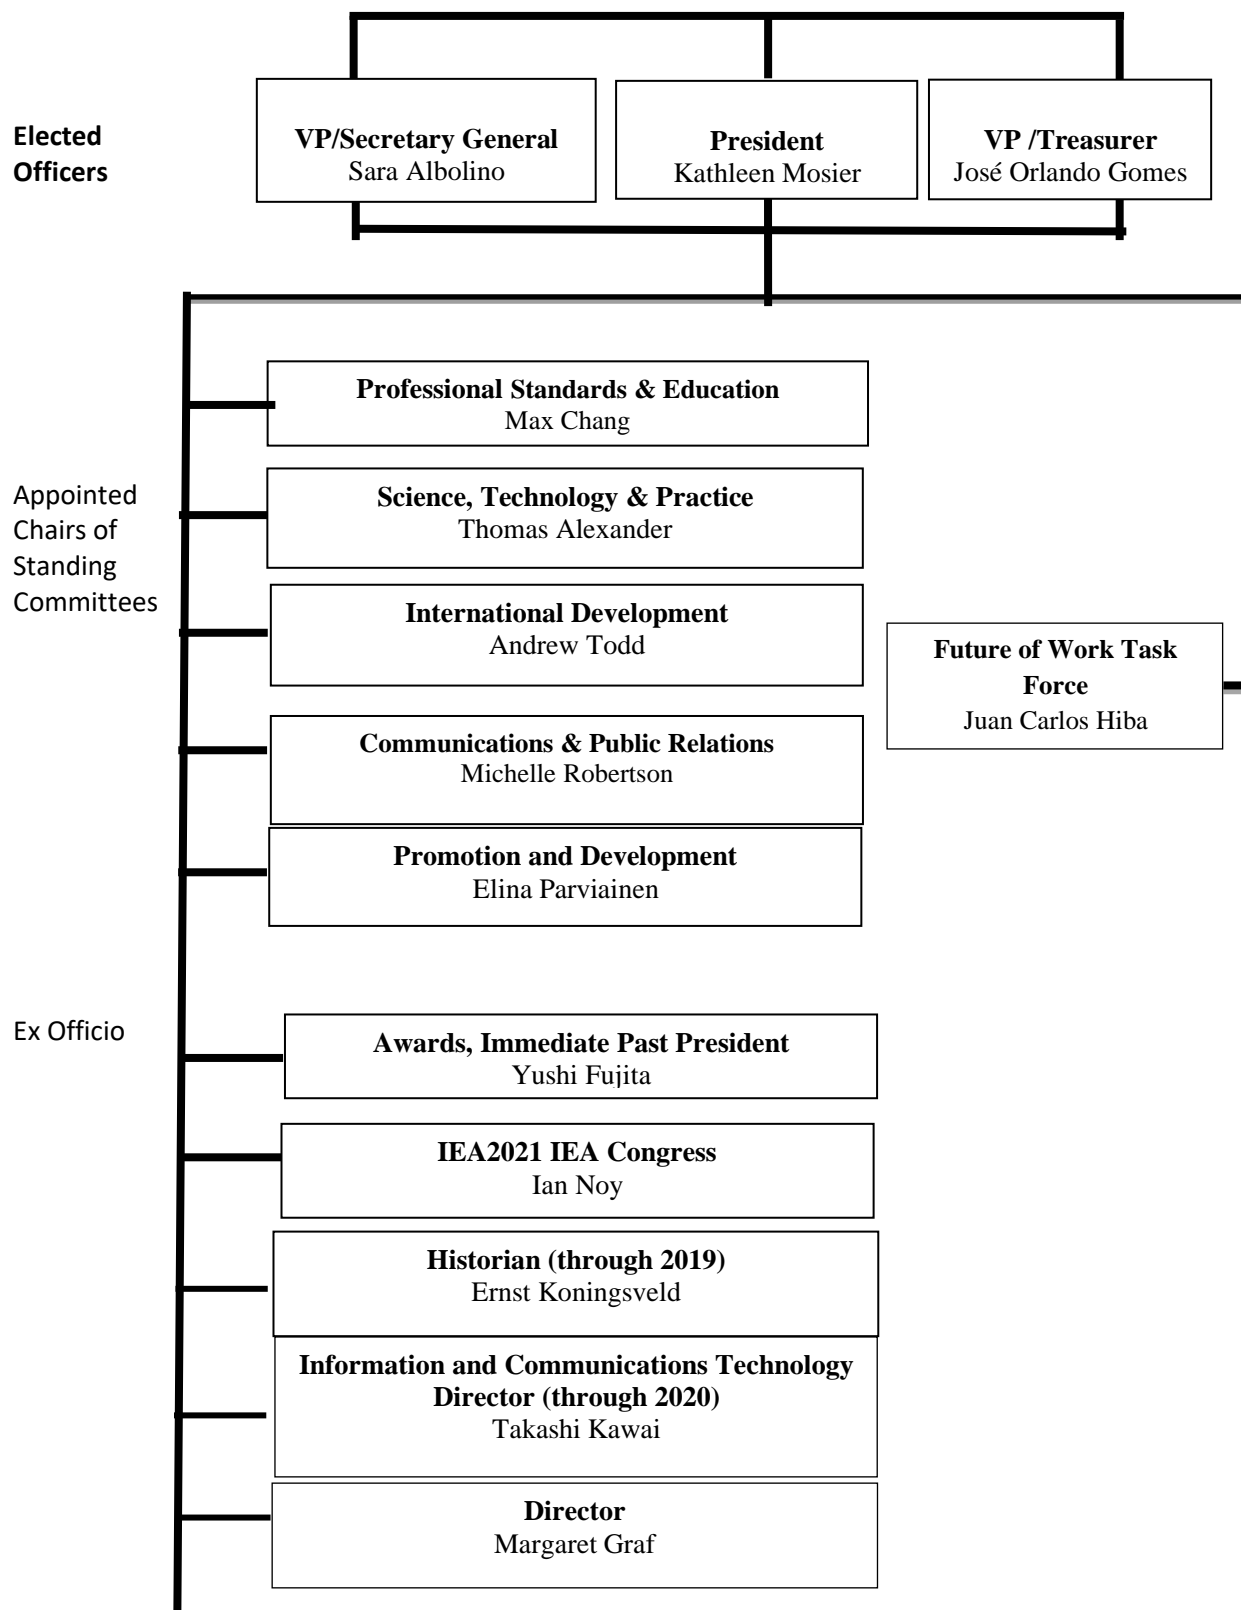 Elected
Officers
VP/Secretary General
Sara Albolino
President
Kathleen Mosier
VP /Treasurer
José Orlando Gomes
Appointed
Chairs of
Standing
Committees
Professional Standards & Education
Max Chang
Science, Technology & Practice
Thomas Alexander
International Development
Andrew Todd
Communications & Public Relations
Michelle Robertson
Promotion and Development
Elina Parviainen
Future of Work Task
Force
Juan Carlos Hiba
Ex Officio
Awards, Immediate Past President
Yushi Fujita
IEA2021 IEA Congress
Ian Noy
Historian (through 2019)
Ernst Koningsveld
Information and Communications Technology
Director (through 2020)
Takashi Kawai
Director
Margaret Graf